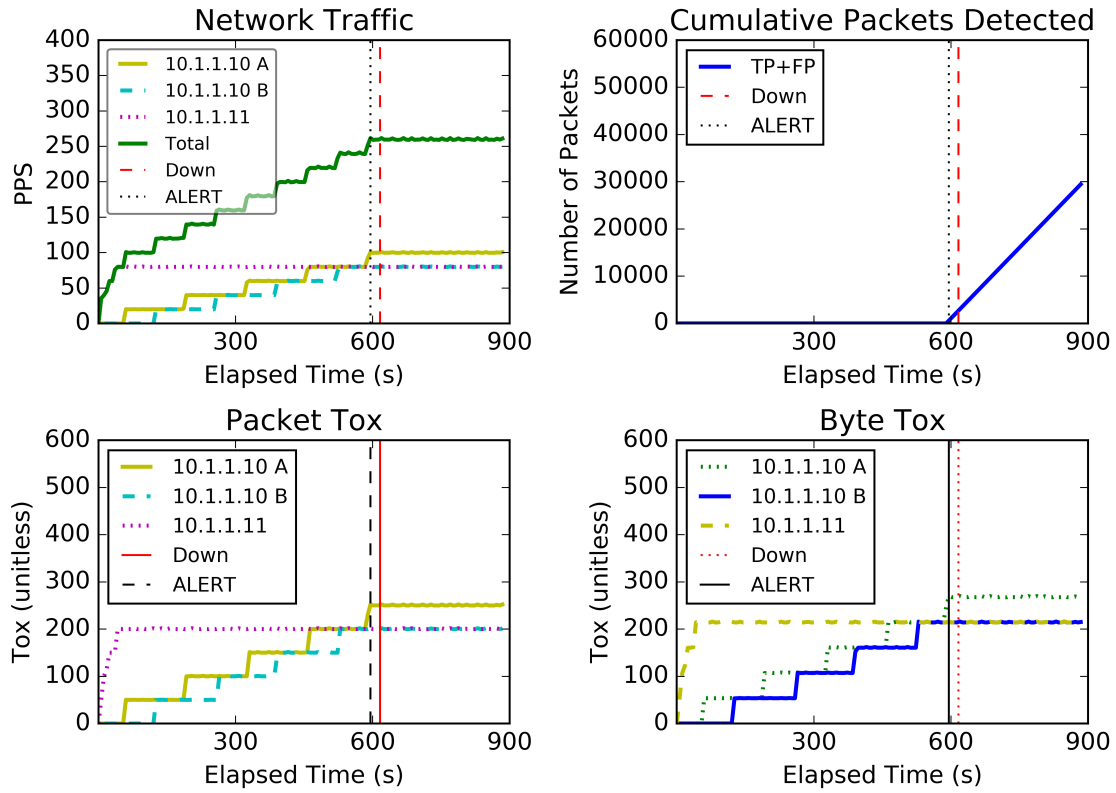 Network Traffic
400
350
300
250
200
150
100
50
0
PPS
10.1.1.10 A
10.1.1.10 B
10.1.1.11
Total
Down
ALERT
300
600
900
Elapsed Time (s)
Cumulative Packets Detected
60000
50000
40000
30000
20000
10000
0
Number of Packets
TP+FP
Down
ALERT
300
600
900
Elapsed Time (s)
Packet Tox
600
500
400
300
200
100
0
Tox (unitless)
10.1.1.10 A
10.1.1.10 B
10.1.1.11
Down
ALERT
300
600
900
Elapsed Time (s)
Byte Tox
600
500
400
300
200
100
0
Tox (unitless)
10.1.1.10 A
10.1.1.10 B
10.1.1.11
Down
ALERT
300
600
900
Elapsed Time (s)